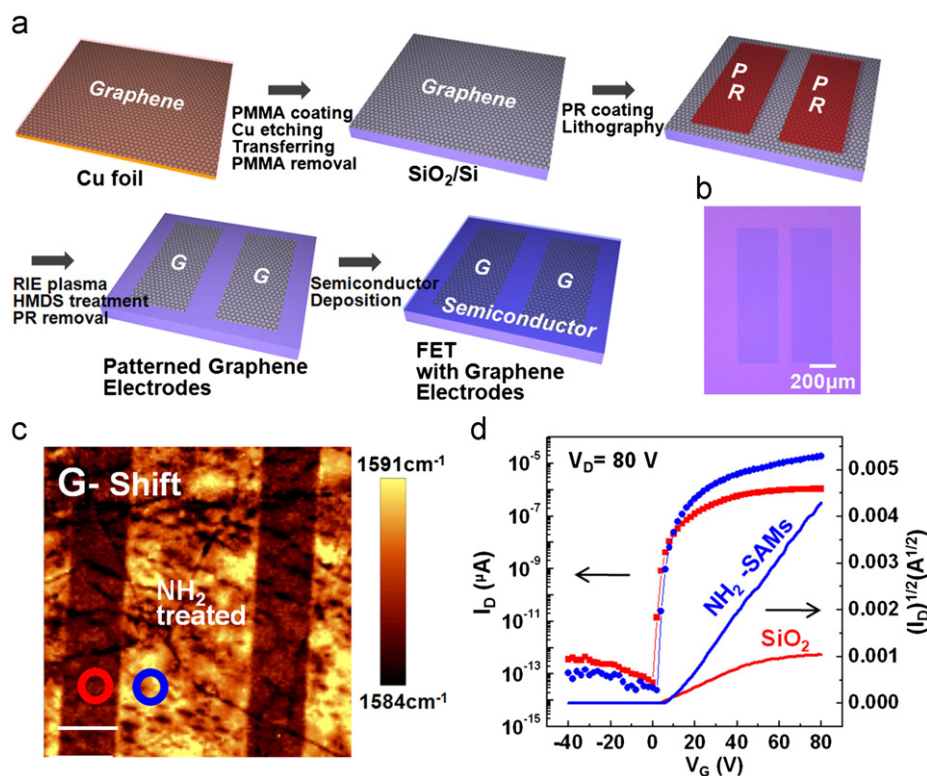 a
Graphene
Cu foil
PMMA coating
Cu etching
Transferring
PMMA removal
Graphene
SiO2/Si
PR coating
Lithography
P
R
P
R
RIE plasma
HMDS treatment
PR removal
G
G
Patterned Graphene
Electrodes
Semiconductor
Deposition
G
G
Semiconductor
FET
with Graphene
Electrodes
b
200μm
c
G- Shift
NH2
treated
1591cm-1
1584cm-1
d
VD= 80 V
10-5
10-7
10-9
10-11
10-13
10-15
ID (μA)
NH2-SAMs
SiO2
0.005
0.004
0.003
0.002
0.001
0.000
(ID)1/2(A1/2)
-40 -20 0 20 40 60 80
VG (V)